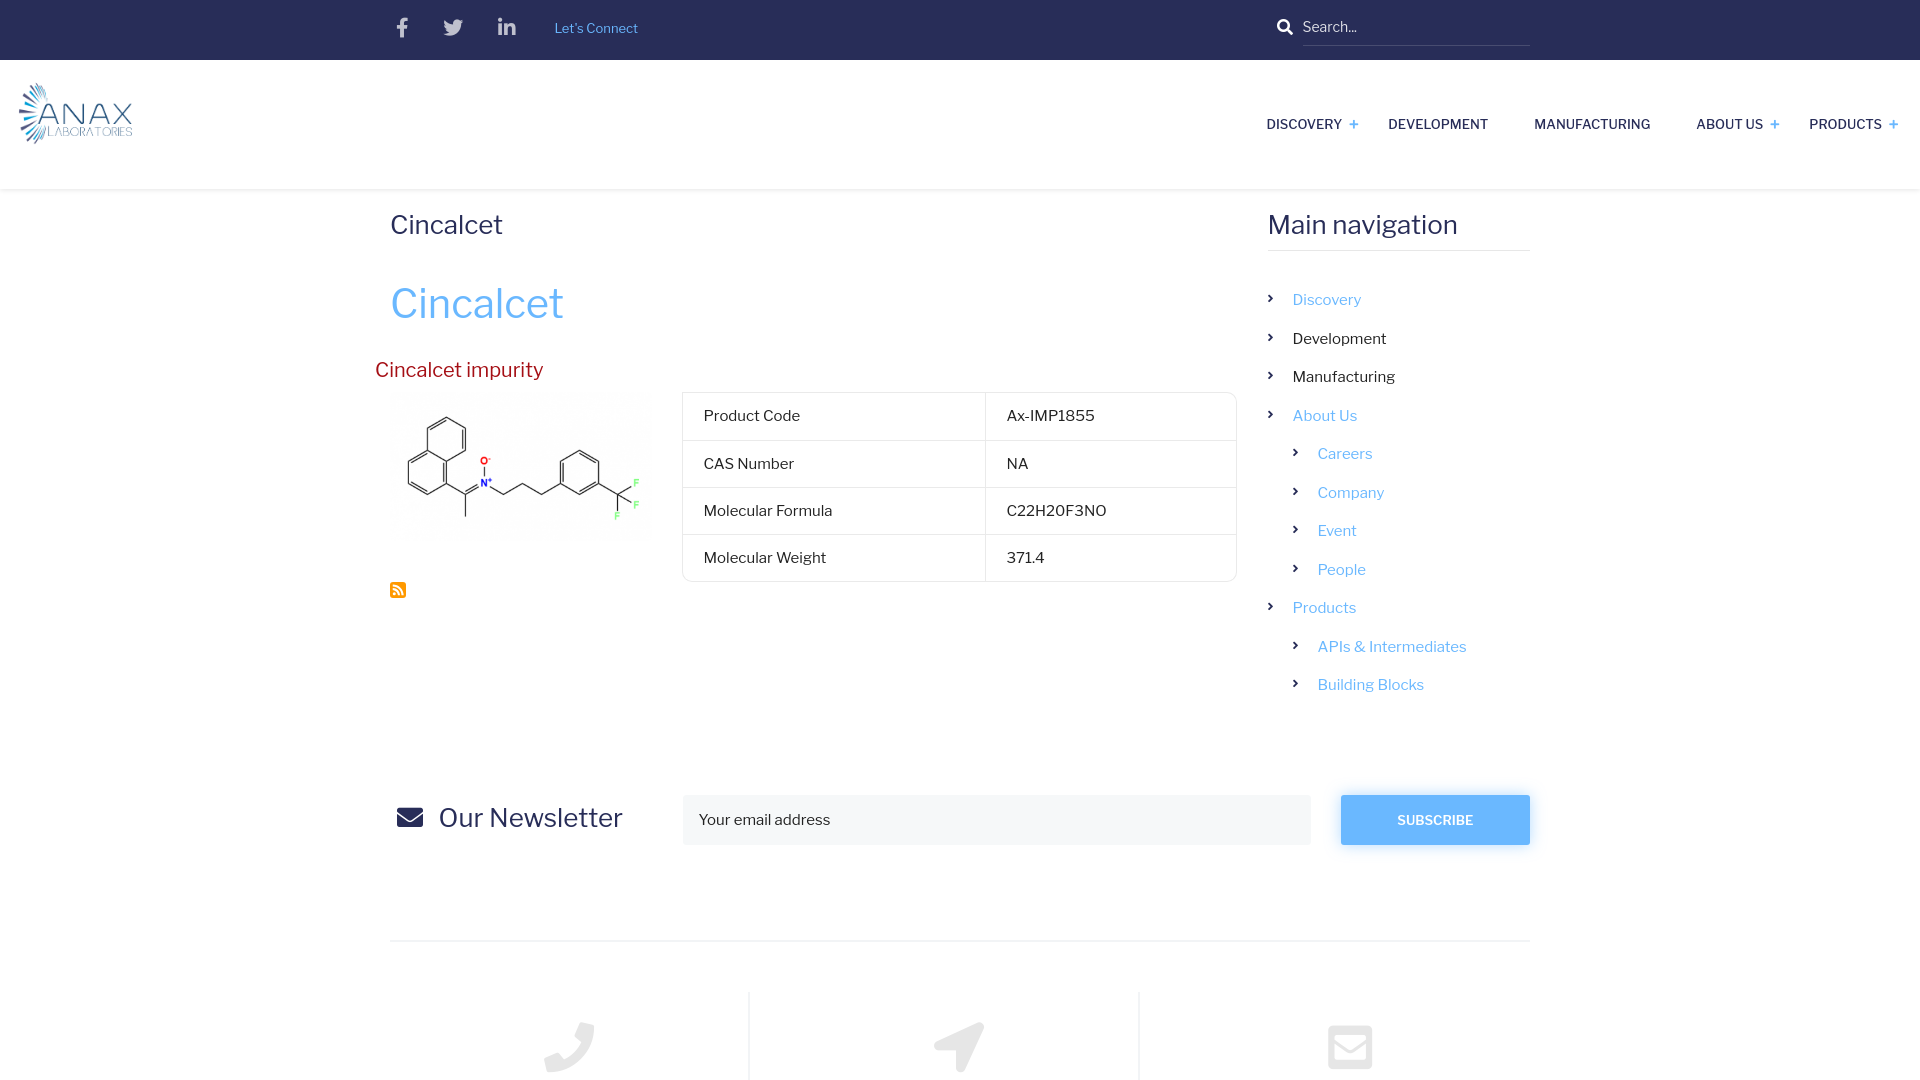 Let's Connect
Search...
ANAX
LABORATORIES
DISCOVERY +
DEVELOPMENT
MANUFACTURING
ABOUT US +
PRODUCTS +
Cincalcet
Cincalcet
Cincalcet impurity
O-
N+
F
F
F
Product Code Ax-IMP1855
CAS Number NA
Molecular Formula C22H20F3NO
Molecular Weight 371.4
Main navigation
Discovery
Development
Manufacturing
About Us
Careers
Company
Event
People
Products
APIs & Intermediates
Building Blocks
Our Newsletter
Your email address
SUBSCRIBE